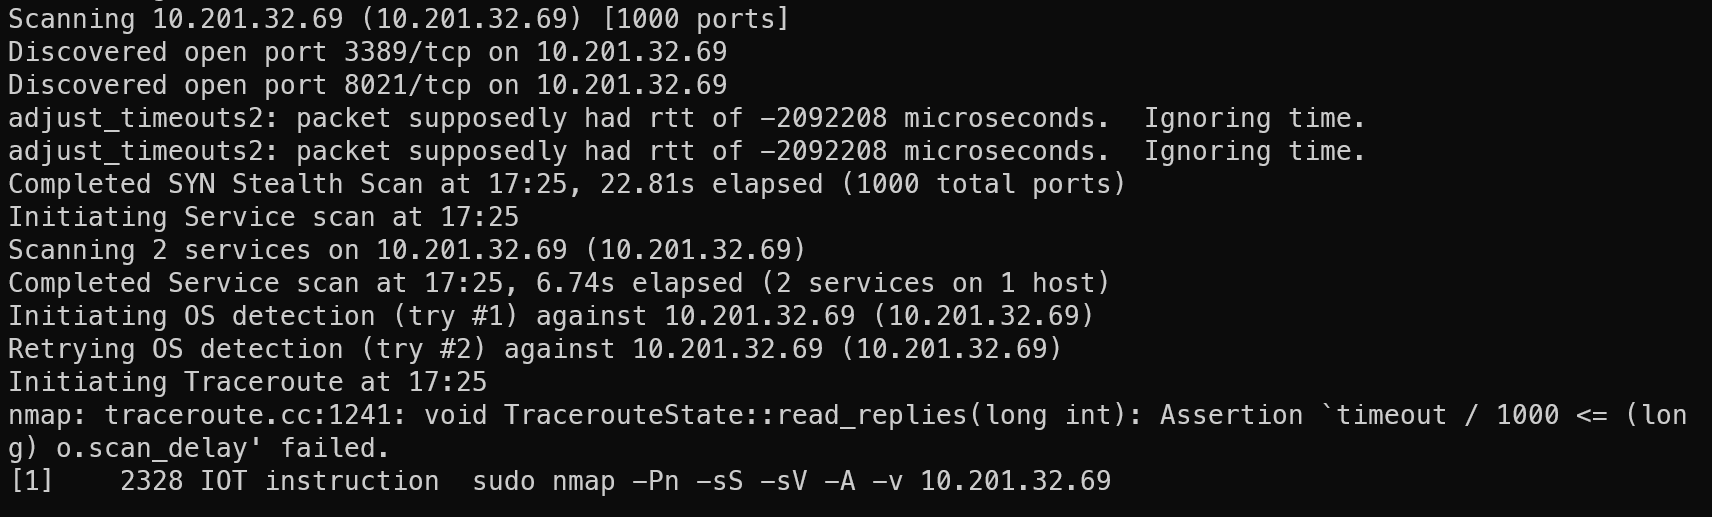 Scanning 10.201.32.69 (10.201.32.69) [1000 ports]
Discovered open port 3389/tcp on 10.201.32.69
Discovered open port 8021/tcp on 10.201.32.69
adjust_timeouts2: packet supposedly had rtt of -2092208 microseconds.  Ignoring time.
adjust_timeouts2: packet supposedly had rtt of -2092208 microseconds.  Ignoring time.
Completed SYN Stealth Scan at 17:25, 22.81s elapsed (1000 total ports)
Initiating Service scan at 17:25
Scanning 2 services on 10.201.32.69 (10.201.32.69)
Completed Service scan at 17:25, 6.74s elapsed (2 services on 1 host)
Initiating OS detection (try #1) against 10.201.32.69 (10.201.32.69)
Retrying OS detection (try #2) against 10.201.32.69 (10.201.32.69)
Initiating Traceroute at 17:25
nmap: traceroute.cc:1241: void TracerouteState::read_replies(long int): Assertion `timeout / 1000 <= (lon
g) o.scan_delay' failed.
[1]    2328 IOT instruction  sudo nmap -Pn -sS -sV -A -v 10.201.32.69